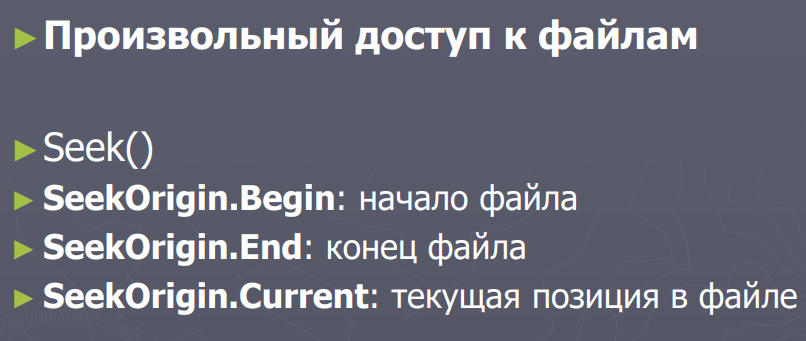 Произвольный доступ к файлам
Seek()
SeekOrigin.Begin: начало файла
SeekOrigin.End: конец файла
SeekOrigin.Current: текущая позиция в файле